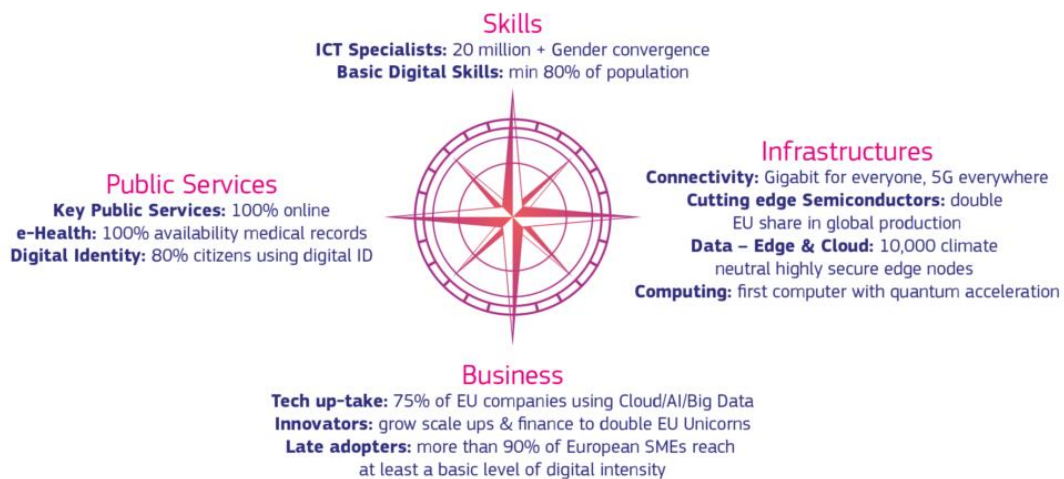 Skills
ICT Specialists: 20 million + Gender convergence
Basic Digital Skills: min 80% of population
Public Services
Key Public Services: 100% online
e-Health: 100% availability medical records
Digital Identity: 80% citizens using digital ID
Infrastructures
Connectivity: Gigabit for everyone, 5G everywhere
Cutting edge Semiconductors: double
EU share in global production
Data – Edge & Cloud: 10,000 climate
neutral highly secure edge nodes
Computing: first computer with quantum acceleration
Business
Tech up-take: 75% of EU companies using Cloud/AI/Big Data
Innovators: grow scale ups & finance to double EU Unicorns
Late adopters: more than 90% of European SMEs reach
at least a basic level of digital intensity